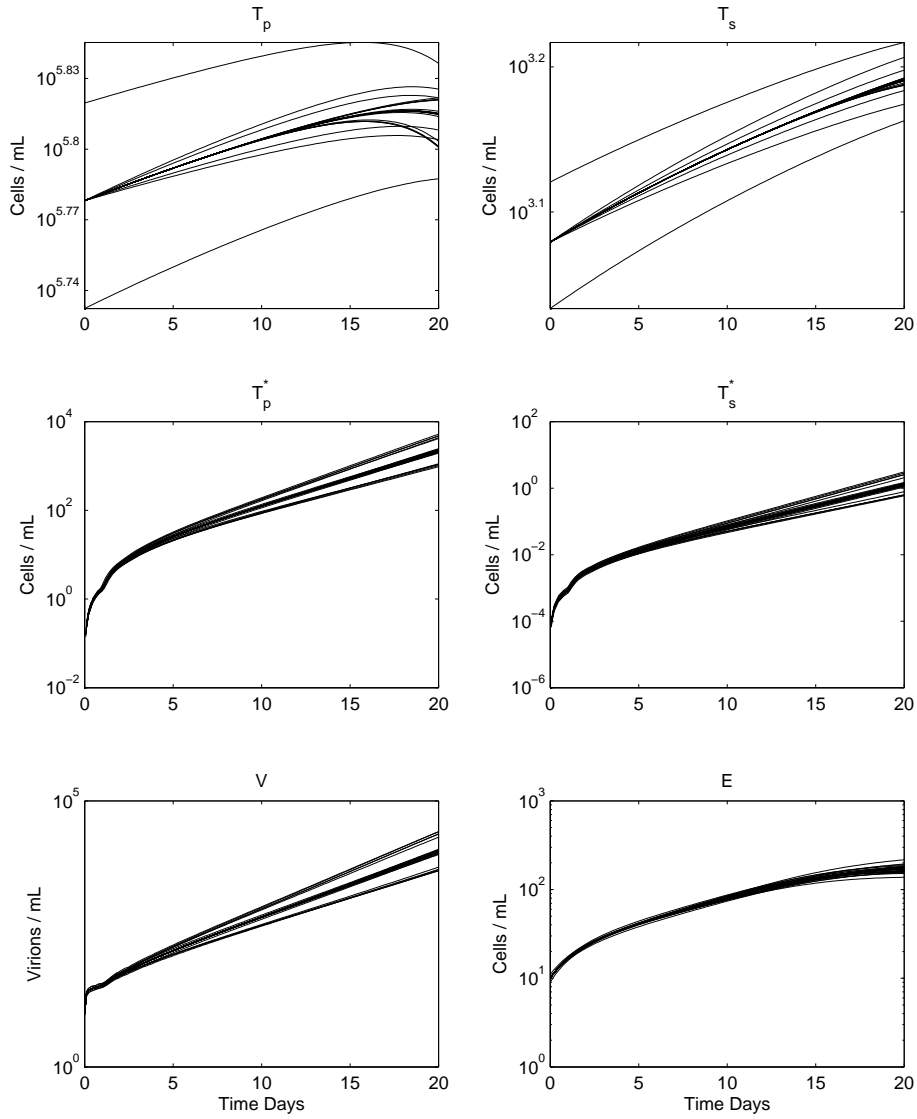 T_p
T_s
10^5.83
10^5.8
10^5.77
10^5.74
Cells / mL
0 5 10 15 20
10^3.2
10^3.1
Cells / mL
0 5 10 15 20
T_p^*
T_s^*
10^4
10^2
10^0
10^−2
Cells / mL
0 5 10 15 20
10^2
10^0
10^−2
10^−4
10^−6
Cells / mL
0 5 10 15 20
V
E
10^5
10^0
Virions / mL
0 5 10 15 20
Time Days
10^3
10^2
10^1
10^0
Cells / mL
0 5 10 15 20
Time Days